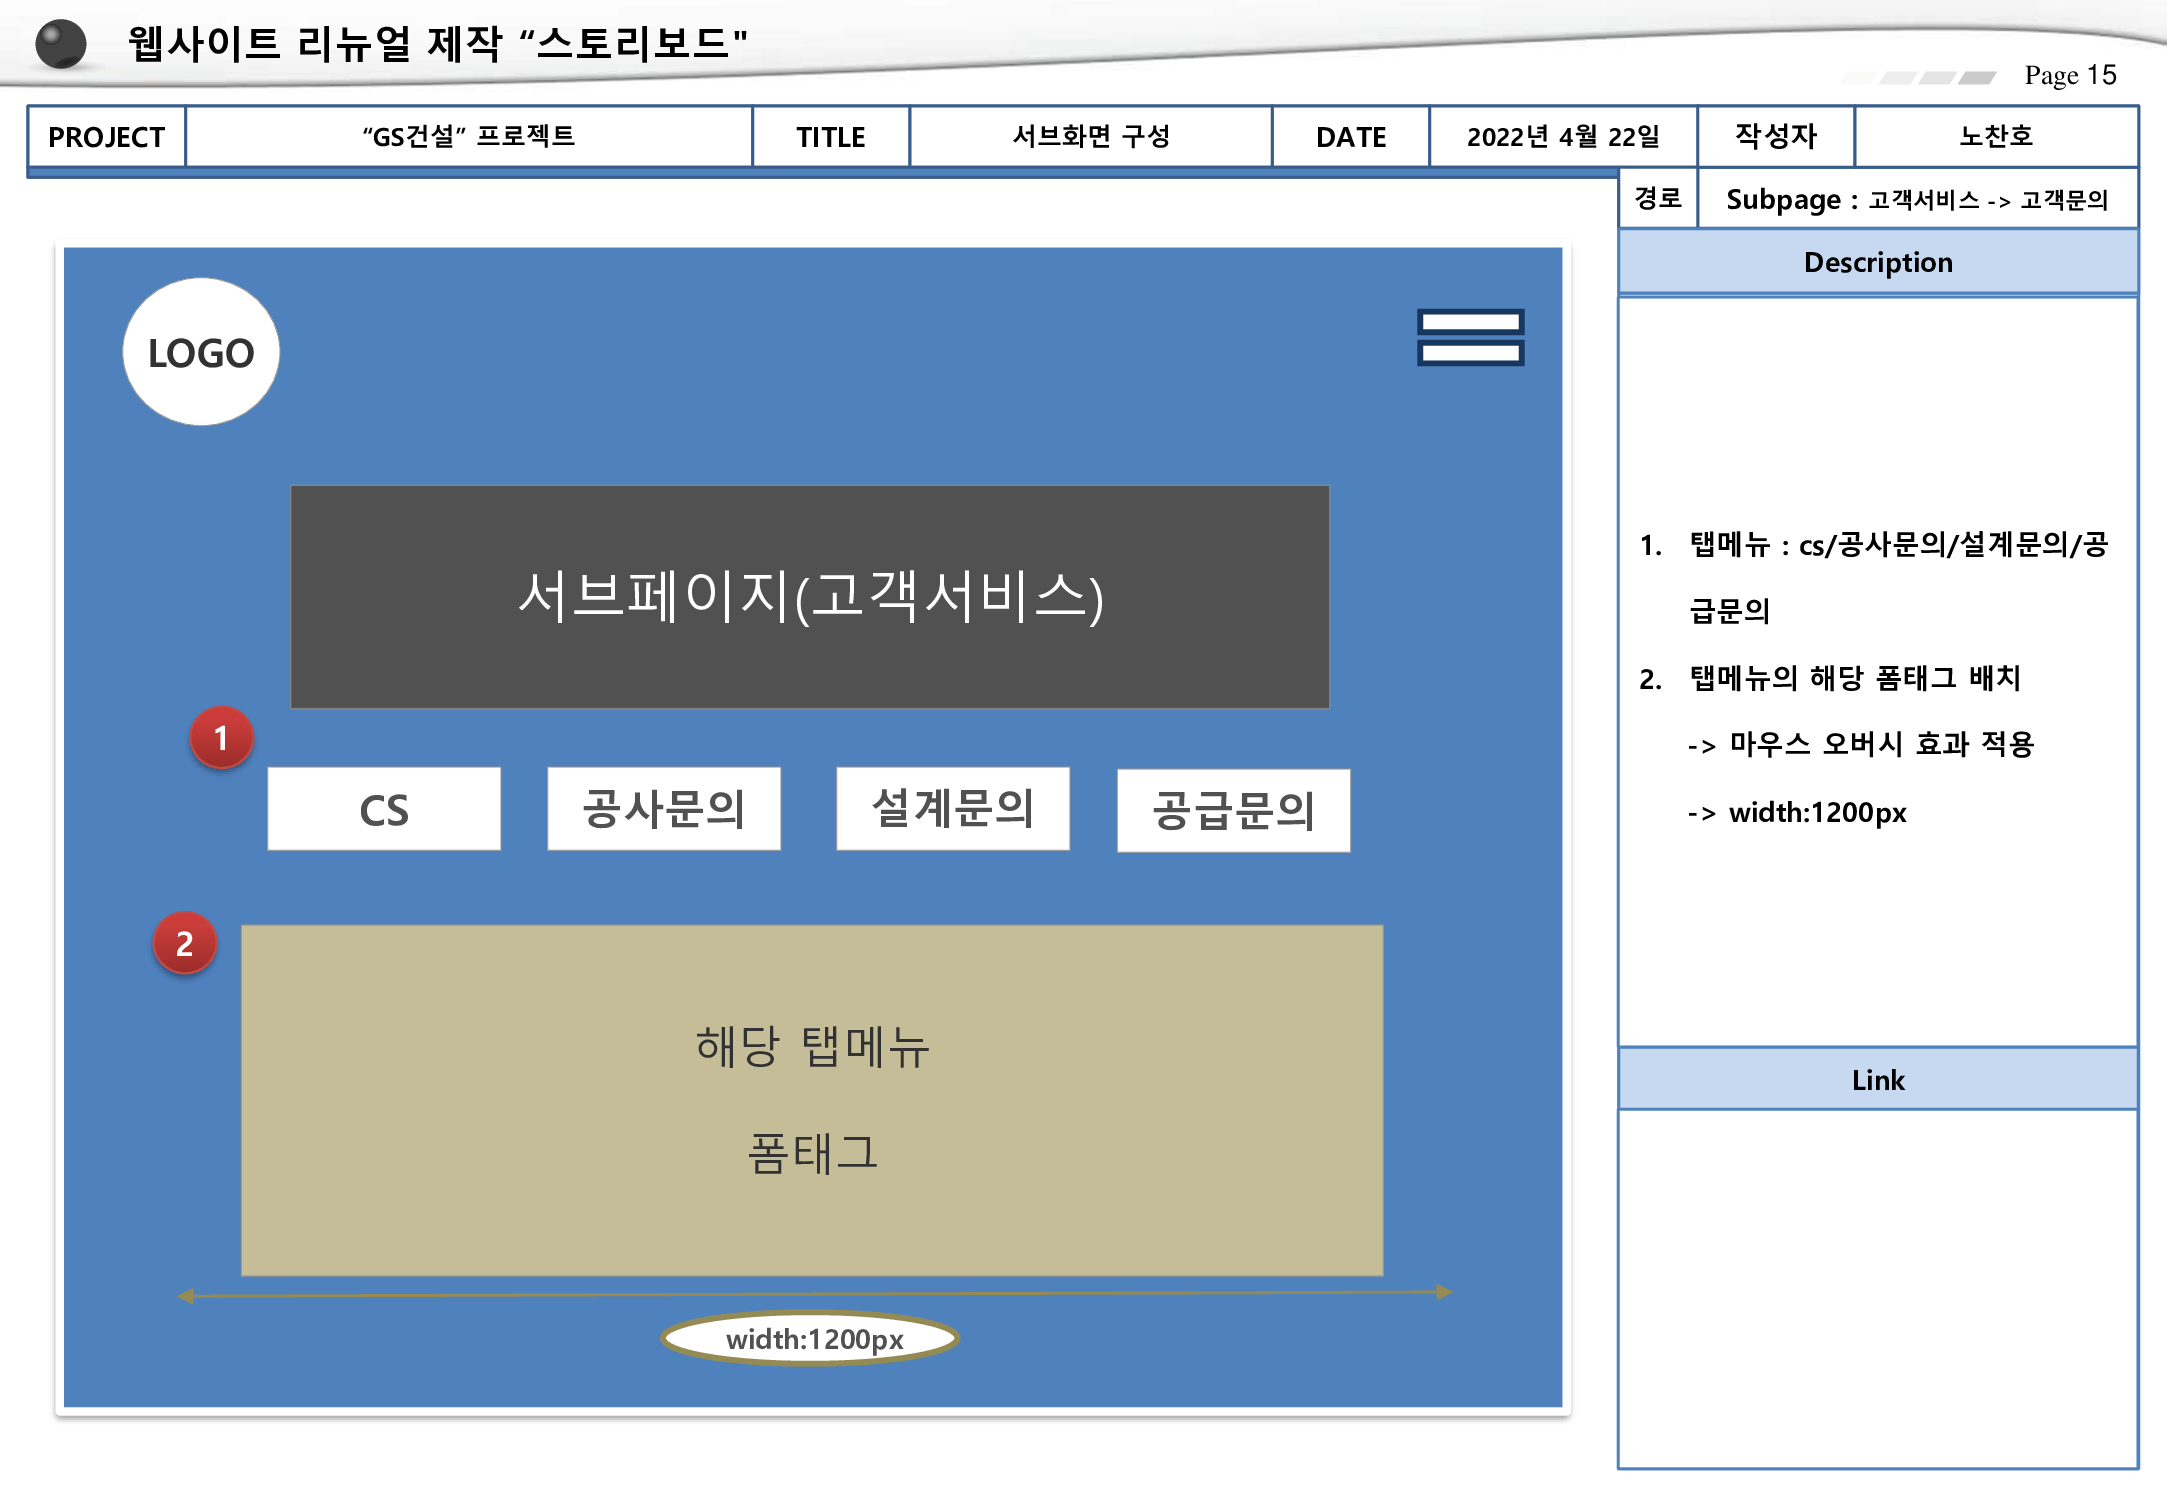 웹사이트 리뉴얼 제작 “스토리보드"
Page 15
PROJECT
“GS건설” 프로젝트
TITLE
서브화면 구성
DATE
2022년 4월 22일
작성자
노찬호
경로
Subpage : 고객서비스 -> 고객문의
Description
LOGO
서브페이지(고객서비스)
1
CS
공사문의
설계문의
공급문의
2
해당 탭메뉴
폼태그
width:1200px
1. 탭메뉴 : cs/공사문의/설계문의/공
급문의
2. 탭메뉴의 해당 폼태그 배치
-> 마우스 오버시 효과 적용
-> width:1200px
Link